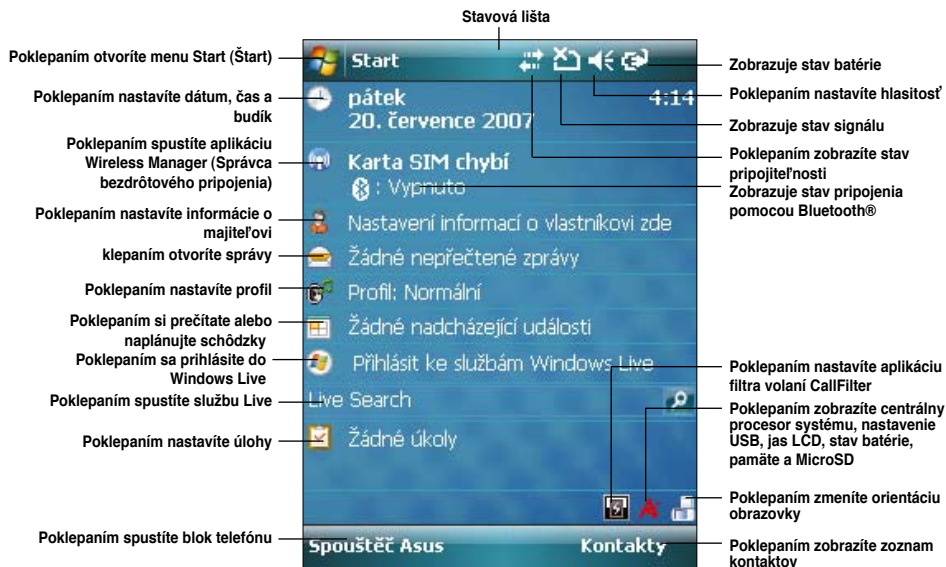 Stavová lišta
Poklepaním otvoríte menu Start (Štart)
Poklepaním nastavíte dátum, čas a
budík
Poklepaním spustíte aplikáciu
Wireless Manager (Správca
bezdrôtového pripojenia)
Poklepaním nastavíte informácie o
majiteľovi
klepaním otvoríte správy
Poklepaním nastavíte profil
Poklepaním si prečítate alebo
naplánujte schôdzky
Poklepaním sa prihlásite do
Windows Live
Poklepaním spustíte službu Live
Poklepaním nastavíte úlohy
Poklepaním spustíte blok telefónu
Start
pátek
4:14
20. července 2007
Karta SIM chybí
: Vypnuto
Nastavení informací o vlastníkovi zde
Žádné nepřečtené zprávy
Profil: Normální
Žádné nadcházející události
Přihlásit ke službám Windows Live
Live Search
Žádné úkoly
Spouštěč Asus
Kontakty
Zobrazuje stav batérie
Poklepaním nastavíte hlasitosť
Zobrazuje stav signálu
Poklepaním zobrazíte stav
pripojiteľnosti
Zobrazuje stav pripojenia
pomocou Bluetooth®
Poklepaním nastavíte aplikáciu
filtra volaní CallFilter
Poklepaním zobrazíte centrálny
procesor systému, nastavenie
USB, jas LCD, stav batérie,
pamäte a MicroSD
Poklepaním zmeníte orientáciu
obrazovky
Poklepaním zobrazíte zoznam
kontaktov